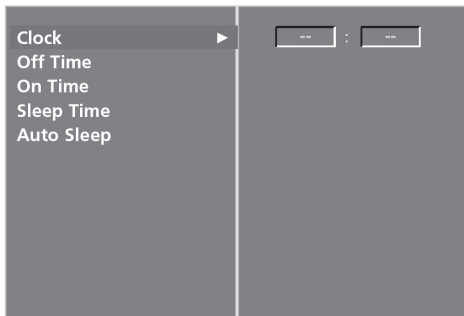 Clock ► -- : --
Off Time
On Time
Sleep Time
Auto Sleep